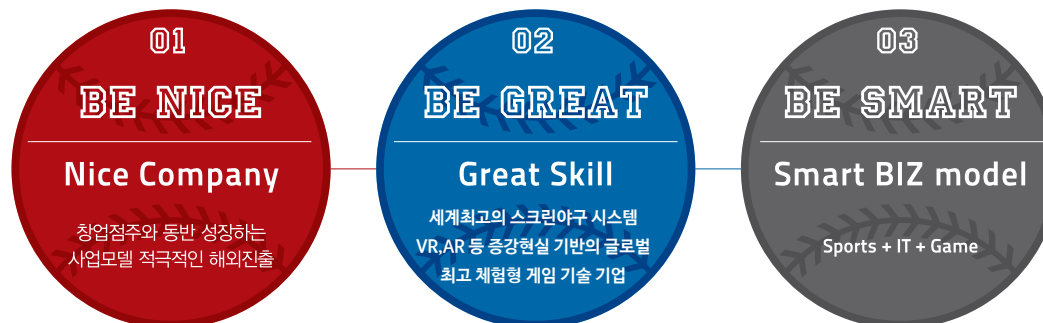 01
BE NICE
Nice Company
창업점주와 동반 성장하는
사업모델 적극적인 해외진출
02
BE GREAT
Great Skill
세계최고의 스크린야구 시스템
VR,AR 등 증강현실 기반의 글로벌
최고 체험형 게임 기술 기업
03
BE SMART
Smart BIZ model
Sports + IT + Game